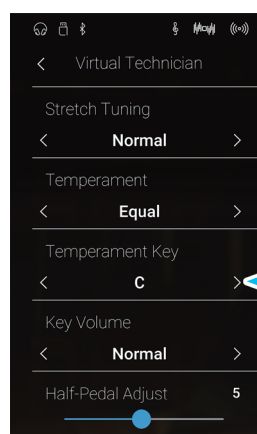 Virtual Technician
Stretch Tuning
Normal
Temperament
Equal
Temperament Key
C
Key Volume
Normal
Half-Pedal Adjust 5